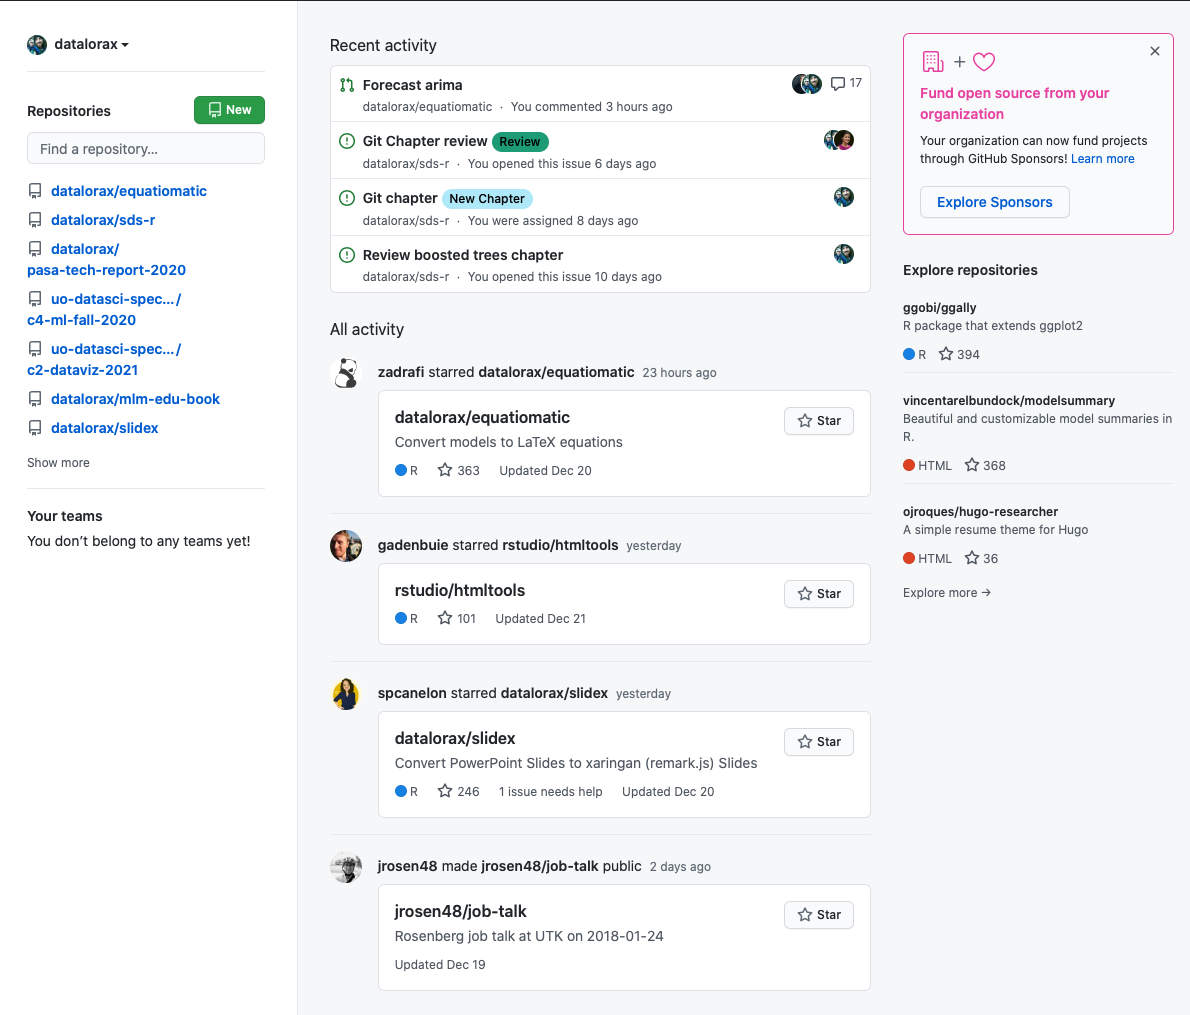 datalorax
Repositories
New
Find a repository...
datalorax/equatiomatic
datalorax/sds-r
datalorax/
pasa-tech-report-2020
uo-datasci-spec... /
c4-ml-fall-2020
uo-datasci-spec... /
c2-dataviz-2021
datalorax/mlm-edu-book
datalorax/slidex
Show more
Your teams
You don’t belong to any teams yet!
Recent activity
Forecast arima 17
datalorax/equatiomatic · You commented 3 hours ago
Git Chapter review Review
datalorax/sds-r · You opened this issue 6 days ago
Git chapter New Chapter
datalorax/sds-r · You were assigned 8 days ago
Review boosted trees chapter
datalorax/sds-r · You opened this issue 10 days ago
All activity
zadrafi starred datalorax/equatiomatic 23 hours ago
datalorax/equatiomatic Star
Convert models to LaTeX equations
R 363 Updated Dec 20
gadenbuie starred rstudio/htmltools yesterday
rstudio/htmltools Star
R 101 Updated Dec 21
spcanelon starred datalorax/slidex yesterday
datalorax/slidex Star
Convert PowerPoint Slides to xaringan (remark.js) Slides
R 246 1 issue needs help Updated Dec 20
jrosen48 made jrosen48/job-talk public 2 days ago
jrosen48/job-talk Star
Rosenberg job talk at UTK on 2018-01-24
Updated Dec 19
Fund open source from your
organization
Your organization can now fund projects
through GitHub Sponsors! Learn more
Explore Sponsors
Explore repositories
ggobi/ggally
R package that extends ggplot2
R 394
vincentarelbundock/modelsummary
Beautiful and customizable model summaries in
R.
HTML 368
ojroques/hugo-researcher
A simple resume theme for Hugo
HTML 36
Explore more →